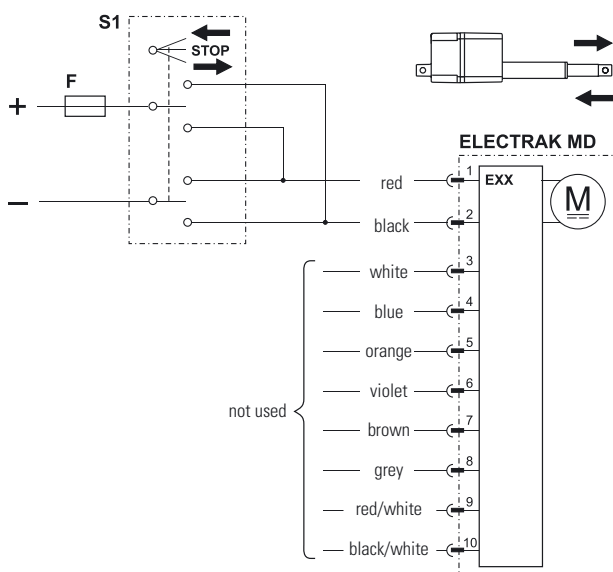 S1
STOP
F
+
−
ELECTRAK MD
EXX
M
red 1
black 2
white 3
blue 4
orange 5
violet 6
not used
brown 7
grey 8
red/white 9
black/white 10